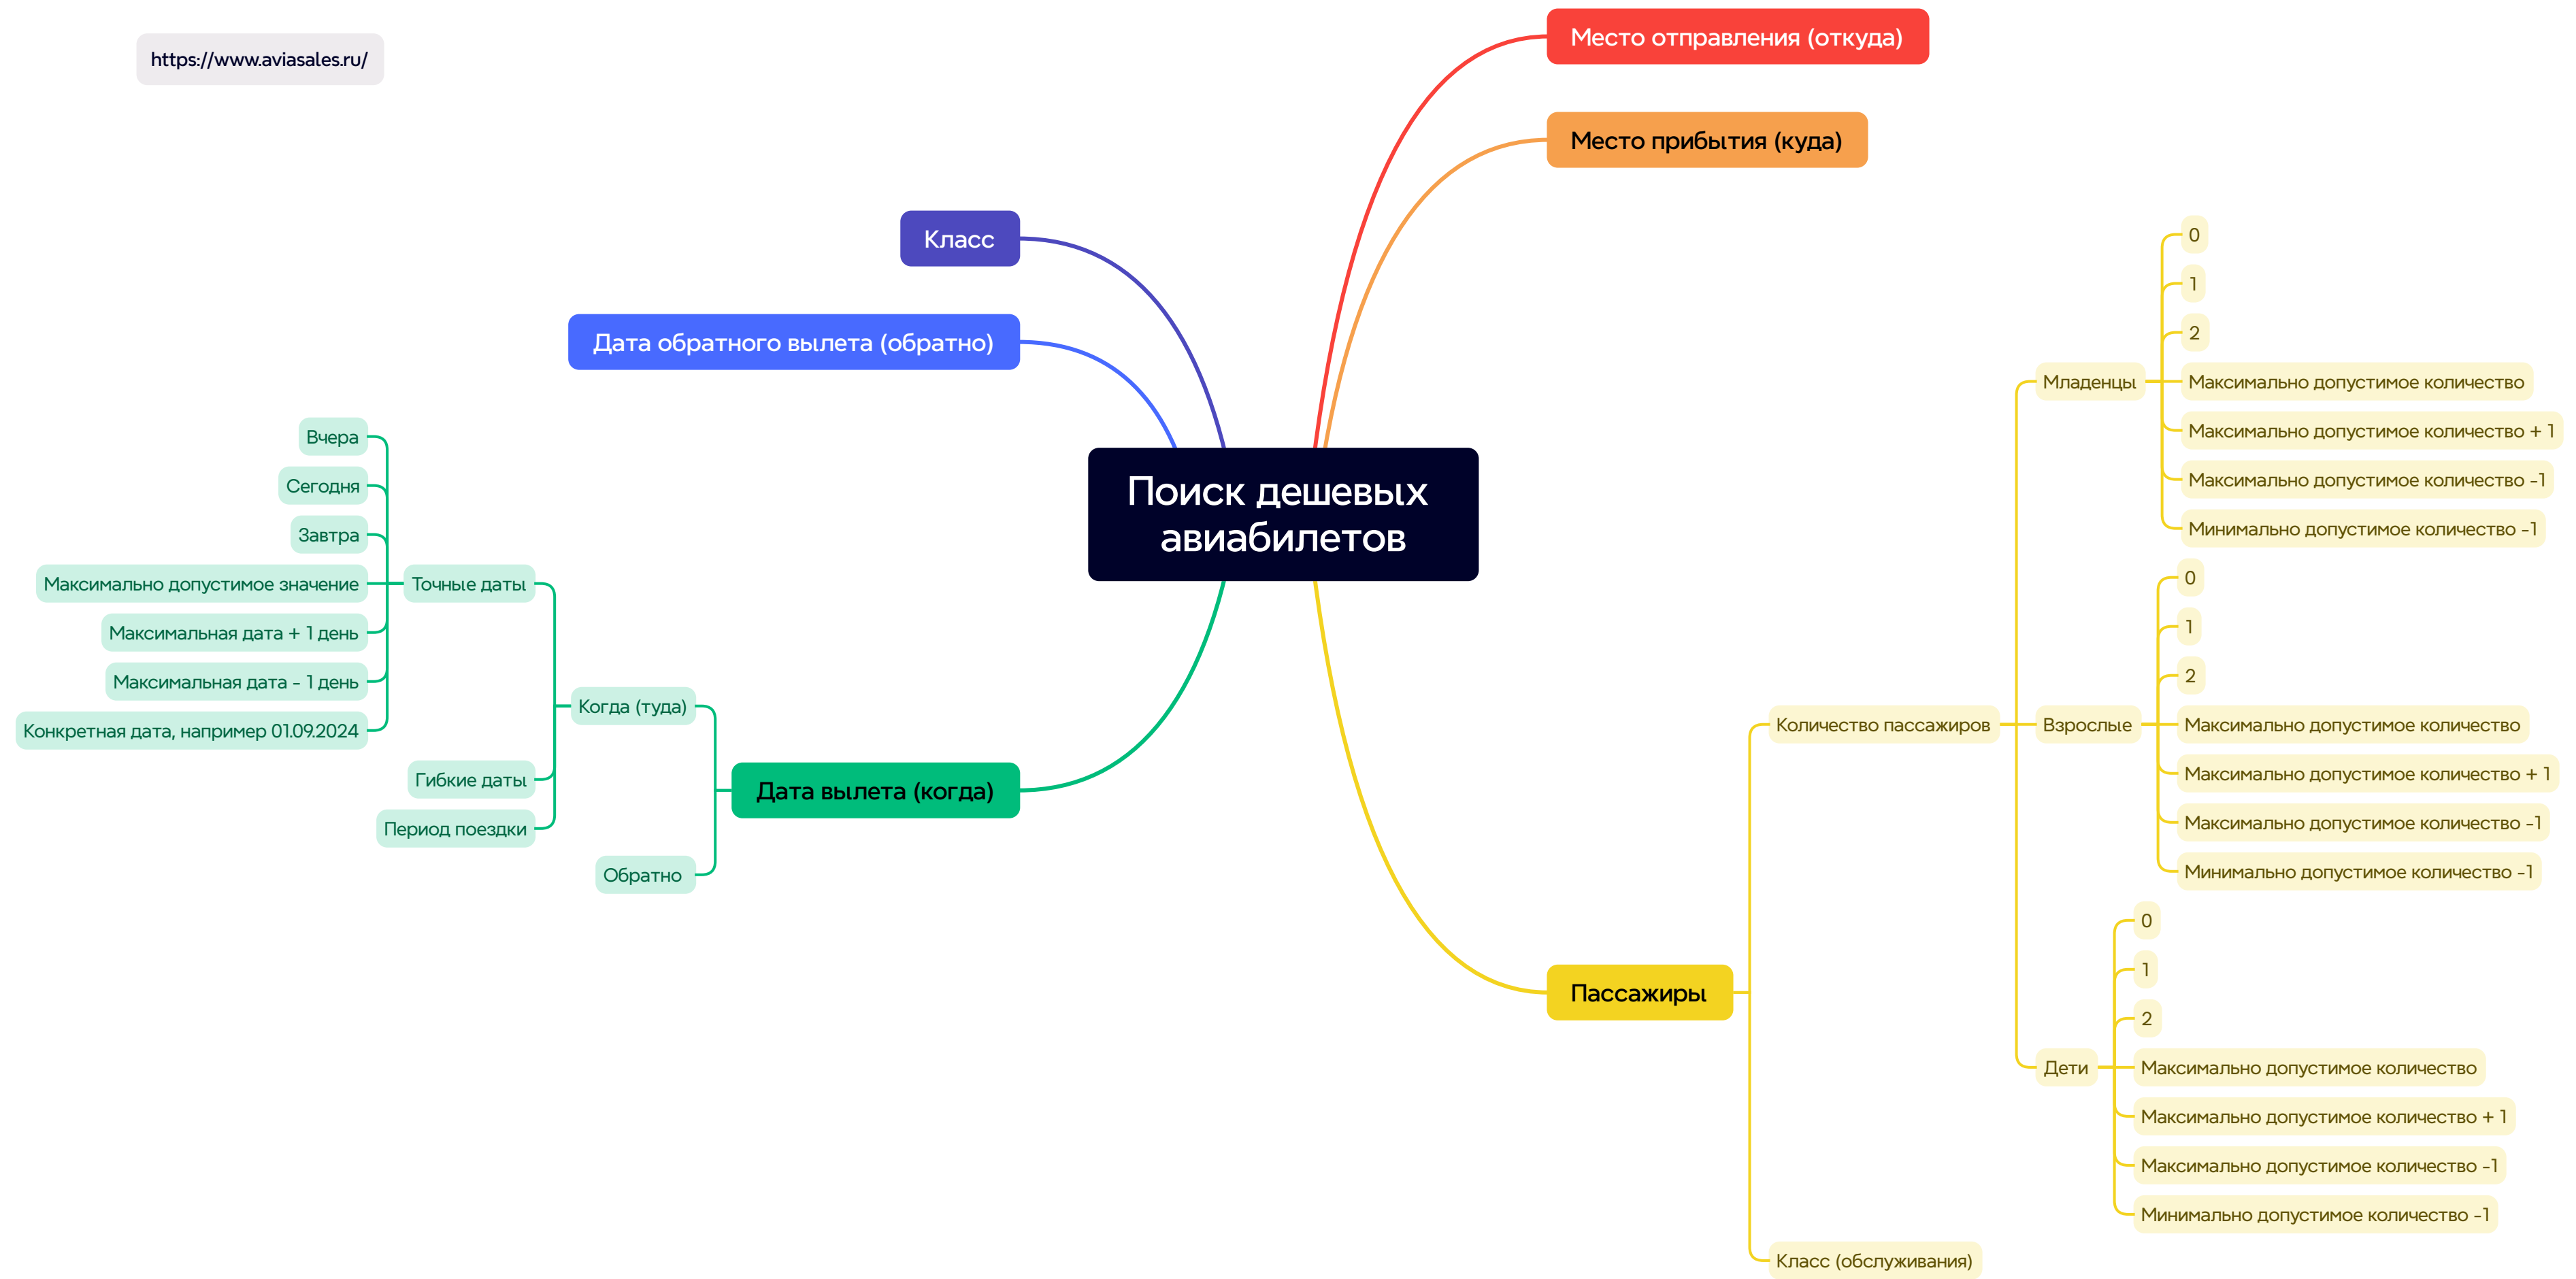 https://www.aviasales.ru/
Место отправления (откуда)
Место прибытия (куда)
Класс
Дата обратного вылета (обратно)
Поиск дешевых
авиабилетов
Вчера
Сегодня
Завтра
Максимально допустимое значение
Максимальная дата + 1 день
Максимальная дата - 1 день
Конкретная дата, например 01.09.2024
Точные даты
Гибкие даты
Период поездки
Когда (туда)
Обратно
Дата вылета (когда)
Пассажиры
Количество пассажиров
Младенцы
0
1
2
Максимально допустимое количество
Максимально допустимое количество + 1
Максимально допустимое количество -1
Минимально допустимое количество -1
Взрослые
0
1
2
Максимально допустимое количество
Максимально допустимое количество + 1
Максимально допустимое количество -1
Минимально допустимое количество -1
Дети
0
1
2
Максимально допустимое количество
Максимально допустимое количество + 1
Максимально допустимое количество -1
Минимально допустимое количество -1
Класс (обслуживания)